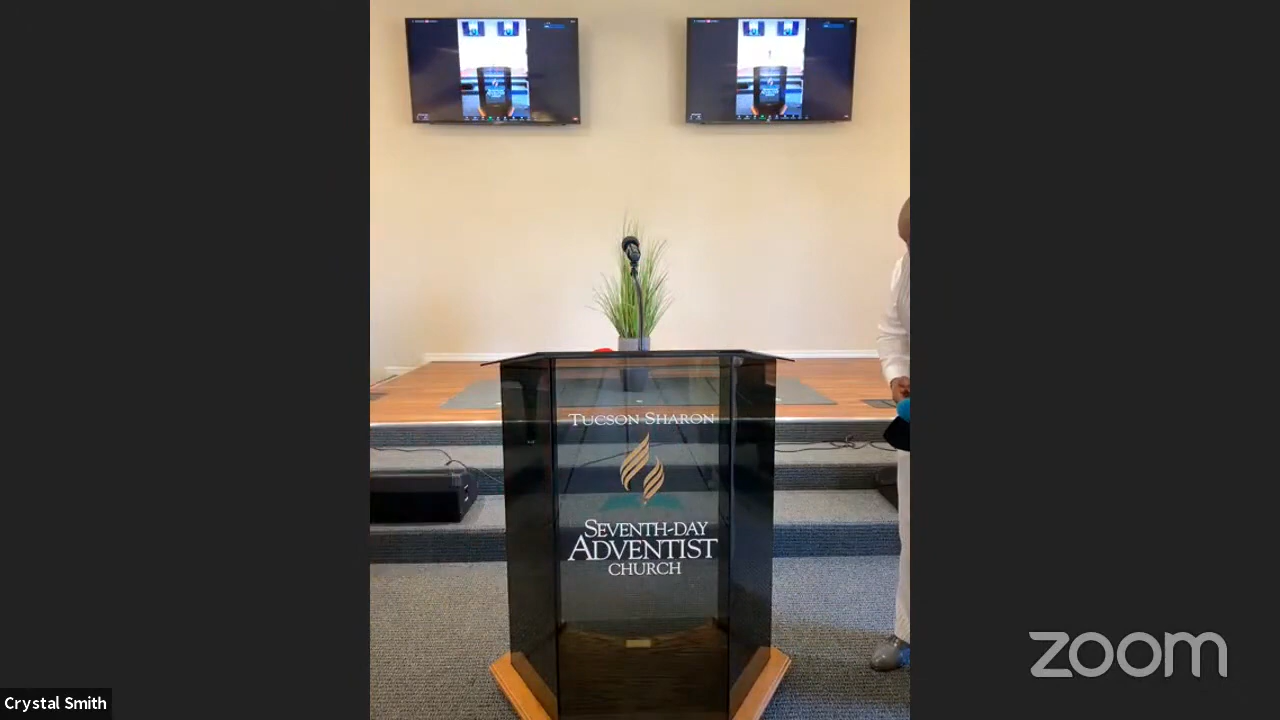 TUCSON SHARON
SEVENTH-DAY
ADVENTIST
CHURCH
zoom
Crystal Smith